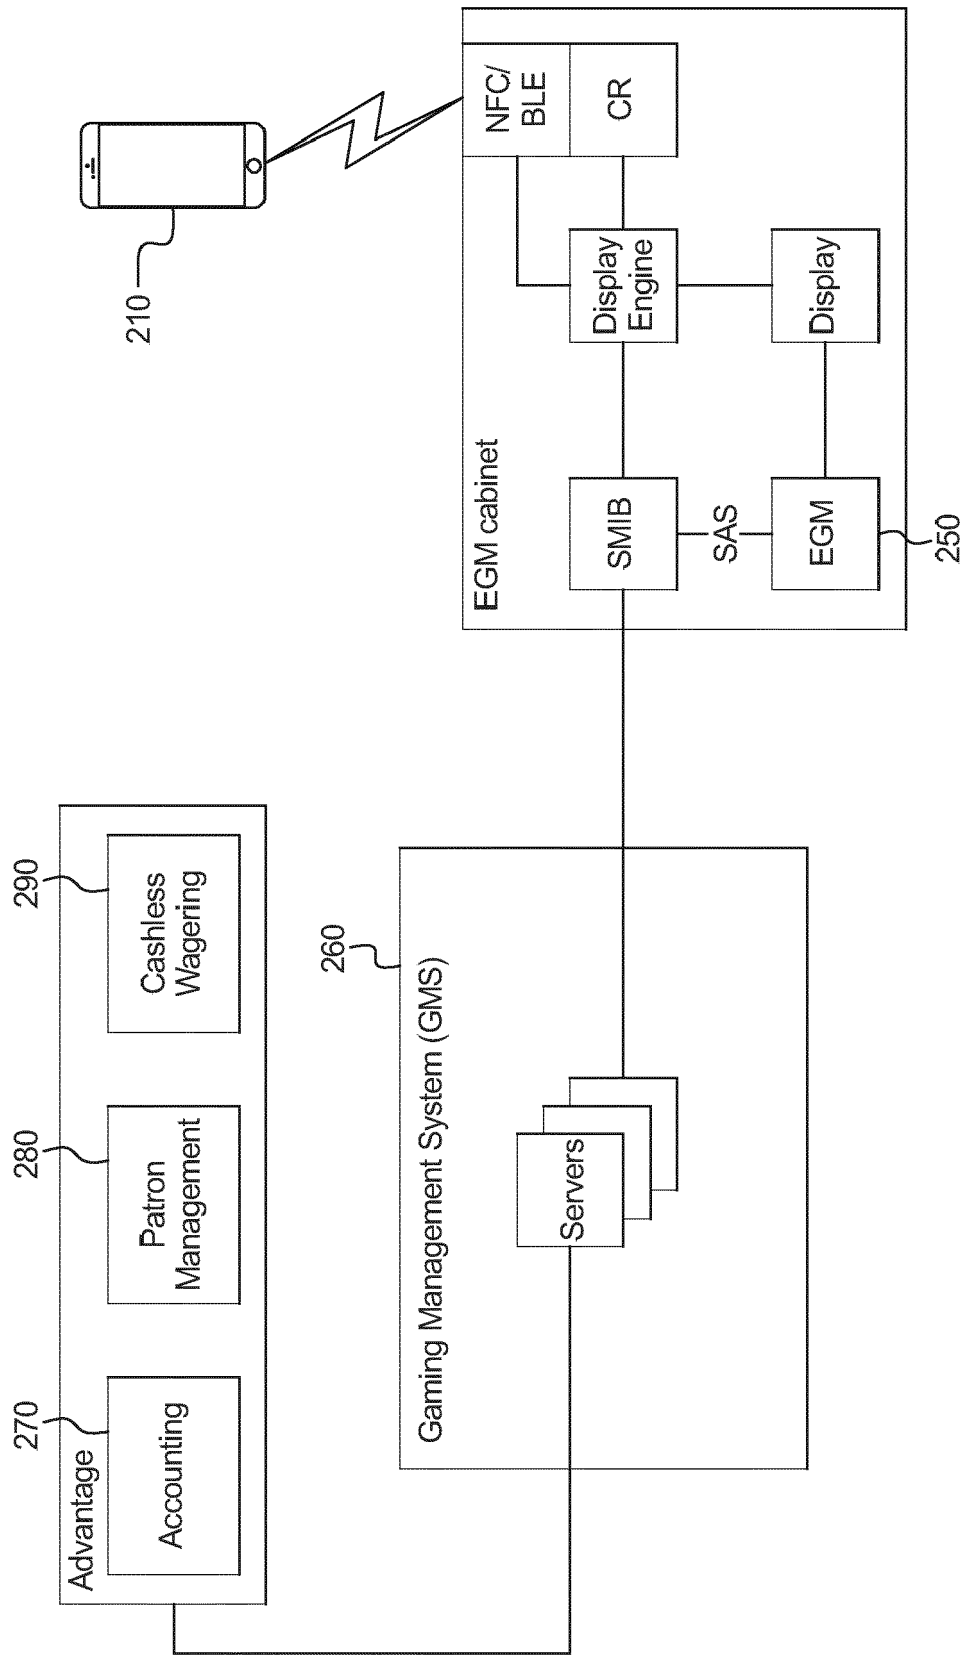 Advantage
270
Accounting
280
Patron
Management
290
Cashless
Wagering
260
Gaming Management System (GMS)
Servers
210
EGM cabinet
SMIB
SAS
EGM
250
Display
Engine
Display
NFC/
BLE
CR